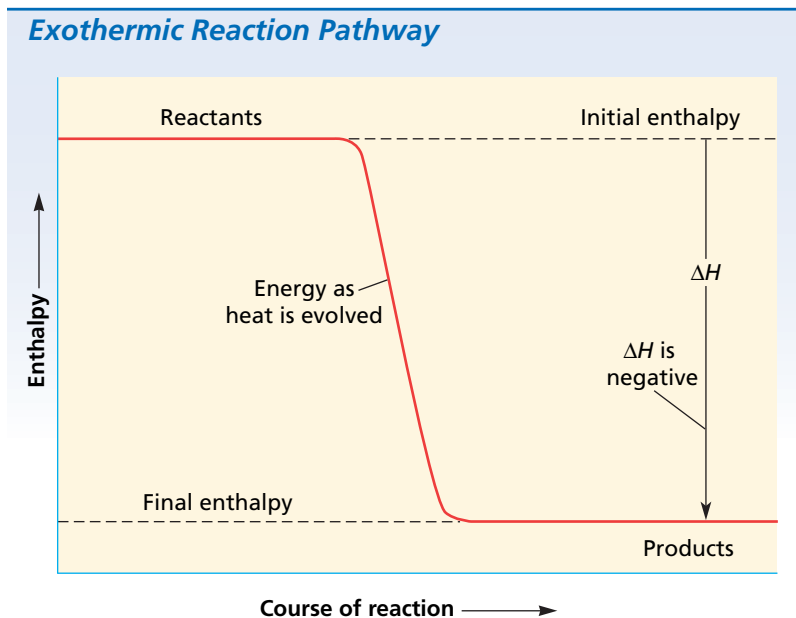 Exothermic Reaction Pathway
Reactants
Initial enthalpy
Enthalpy
Energy as
heat is evolved
ΔH
ΔH is
negative
Final enthalpy
Products
Course of reaction